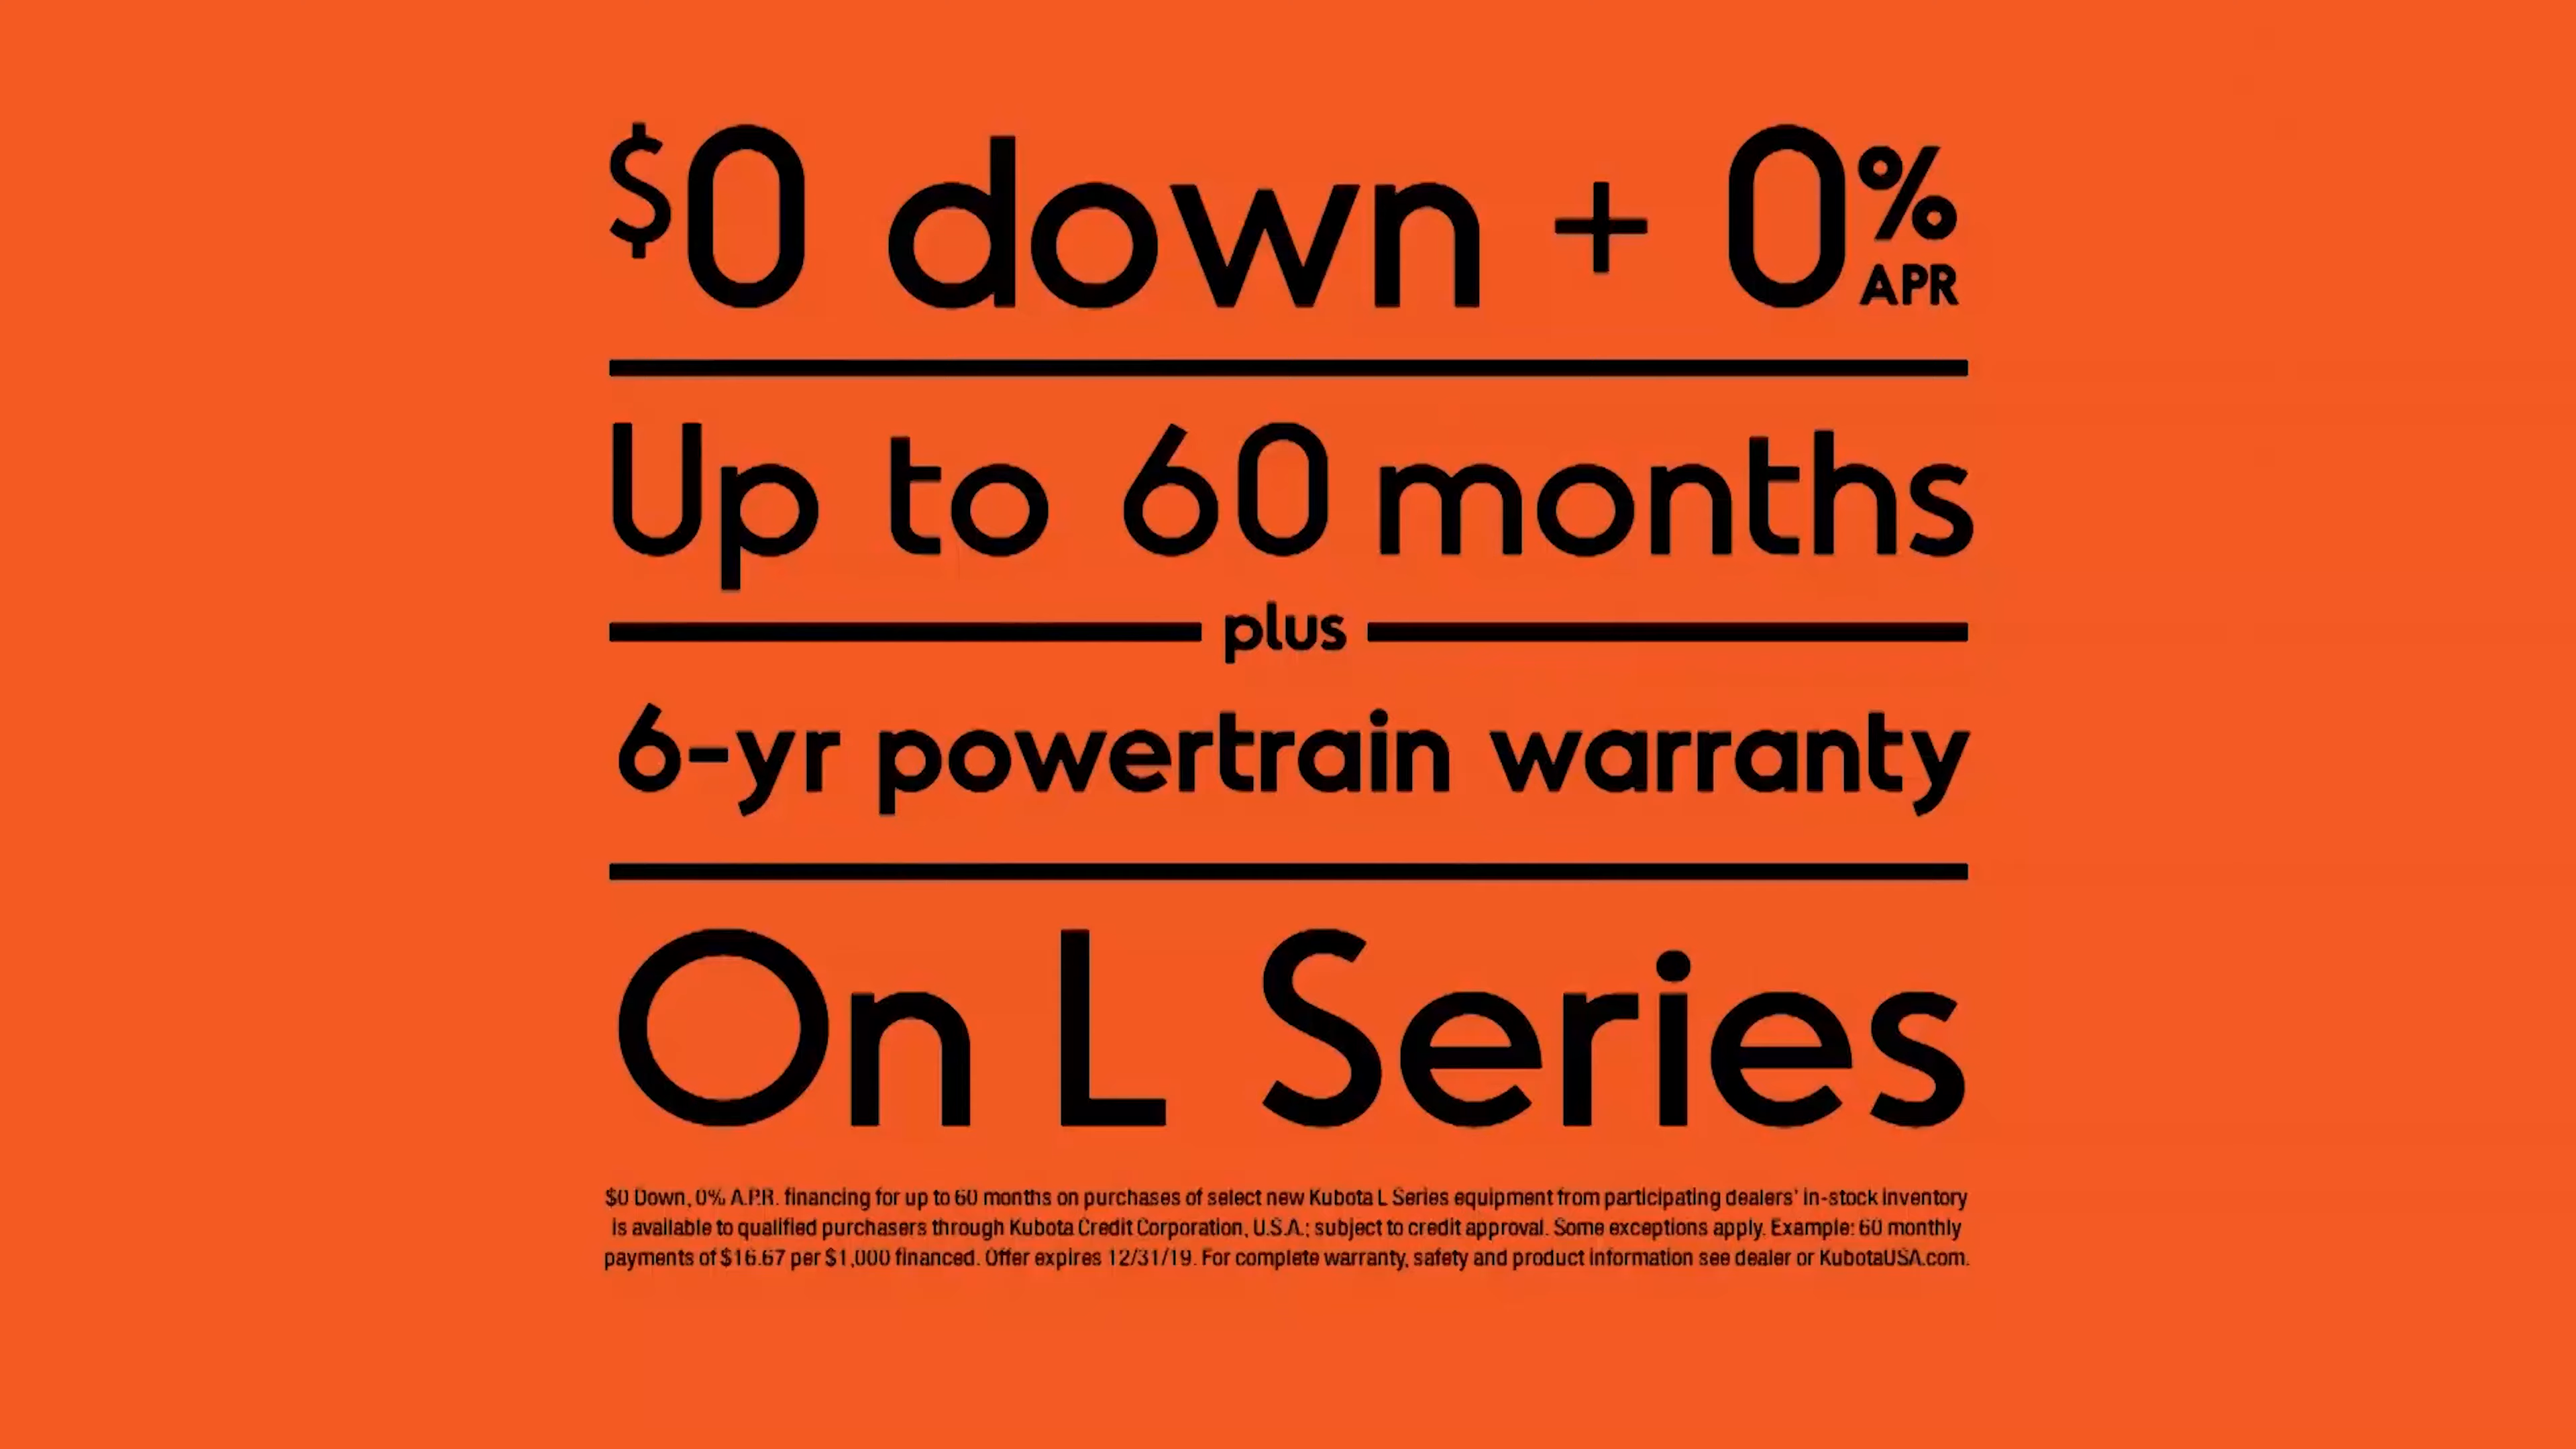 $0 down + 0% APR
Up to 60 months
plus
6-yr powertrain warranty
On L Series
$0 Down, 0% A.P.R. financing for up to 60 months on purchases of select new Kubota L Series equipment from participating dealers' in-stock inventory
is available to qualified purchasers through Kubota Credit Corporation, U.S.A.; subject to credit approval. Some exceptions apply. Example: 60 monthly
payments of $16.67 per $1,000 financed. Offer expires 12/31/19. For complete warranty, safety and product information see dealer or KubotaUSA.com.